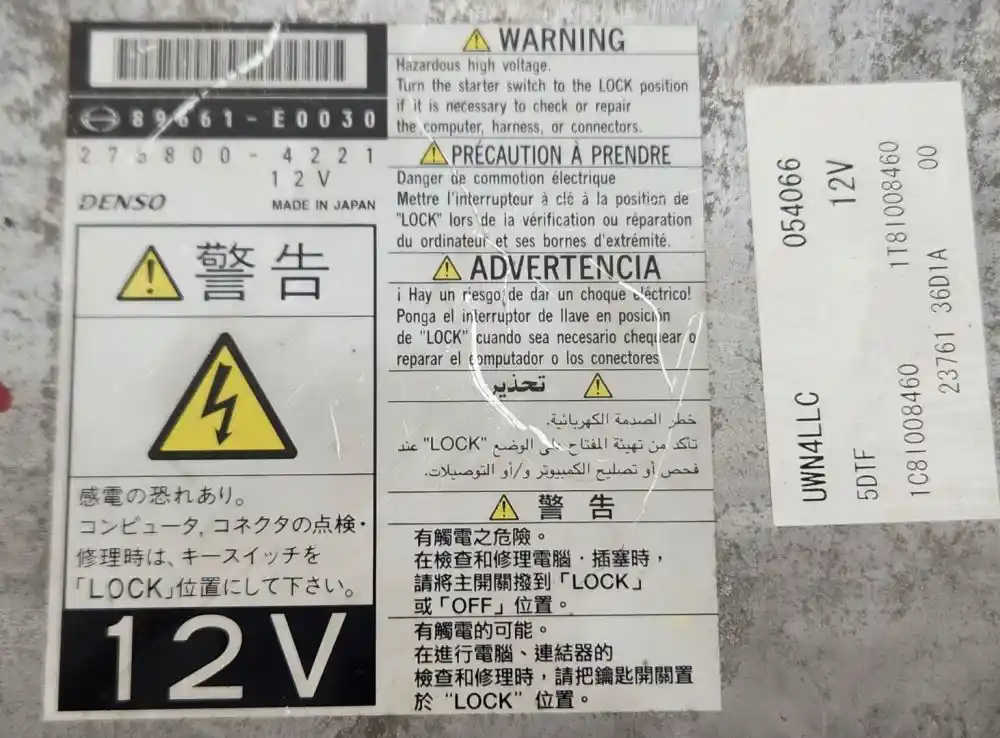 89661-E0030
275800-4221
12V
DENSO
MADE IN JAPAN
警告
感電の恐れあり。
コンピュータ, コネクタの点検・
修理時は、キースイッチを
「LOCK」位置にして下さい。
12V
WARNING
Hazardous high voltage.
Turn the starter switch to the LOCK position
if it is necessary to check or repair
the computer, harness, or connectors.
PRÉCAUTION À PRENDRE
Danger de commotion électrique
Mettre l'interrupteur à clé à la position de
"LOCK" lors de la vérification ou réparation
du ordinateur et ses bornes d'extrémité.
ADVERTENCIA
¡ Hay un riesgo de dar un choque eléctrico!
Ponga el interruptor de llave en posición
de "LOCK" cuando sea necesario chequear o
reparar el computador o los conectores
تحذير
خطر الصدمة الكهربائية.
تأكد من تهيئة المفتاح على الوضع "LOCK" عند
فحص أو تصليح الكمبيوتر و/أو التوصيلات.
警告
有觸電之危險。
在檢查和修理電腦・插塞時，
請將主開關撥到「LOCK」
或「OFF」位置。
有觸電的可能。
在進行電腦、連結器的
檢查和修理時，請把鑰匙開關置
於 "LOCK" 位置。
UWN4LLC 054066
5DTF 12V
1C81008460 1T81008460
23761 36D1A 00